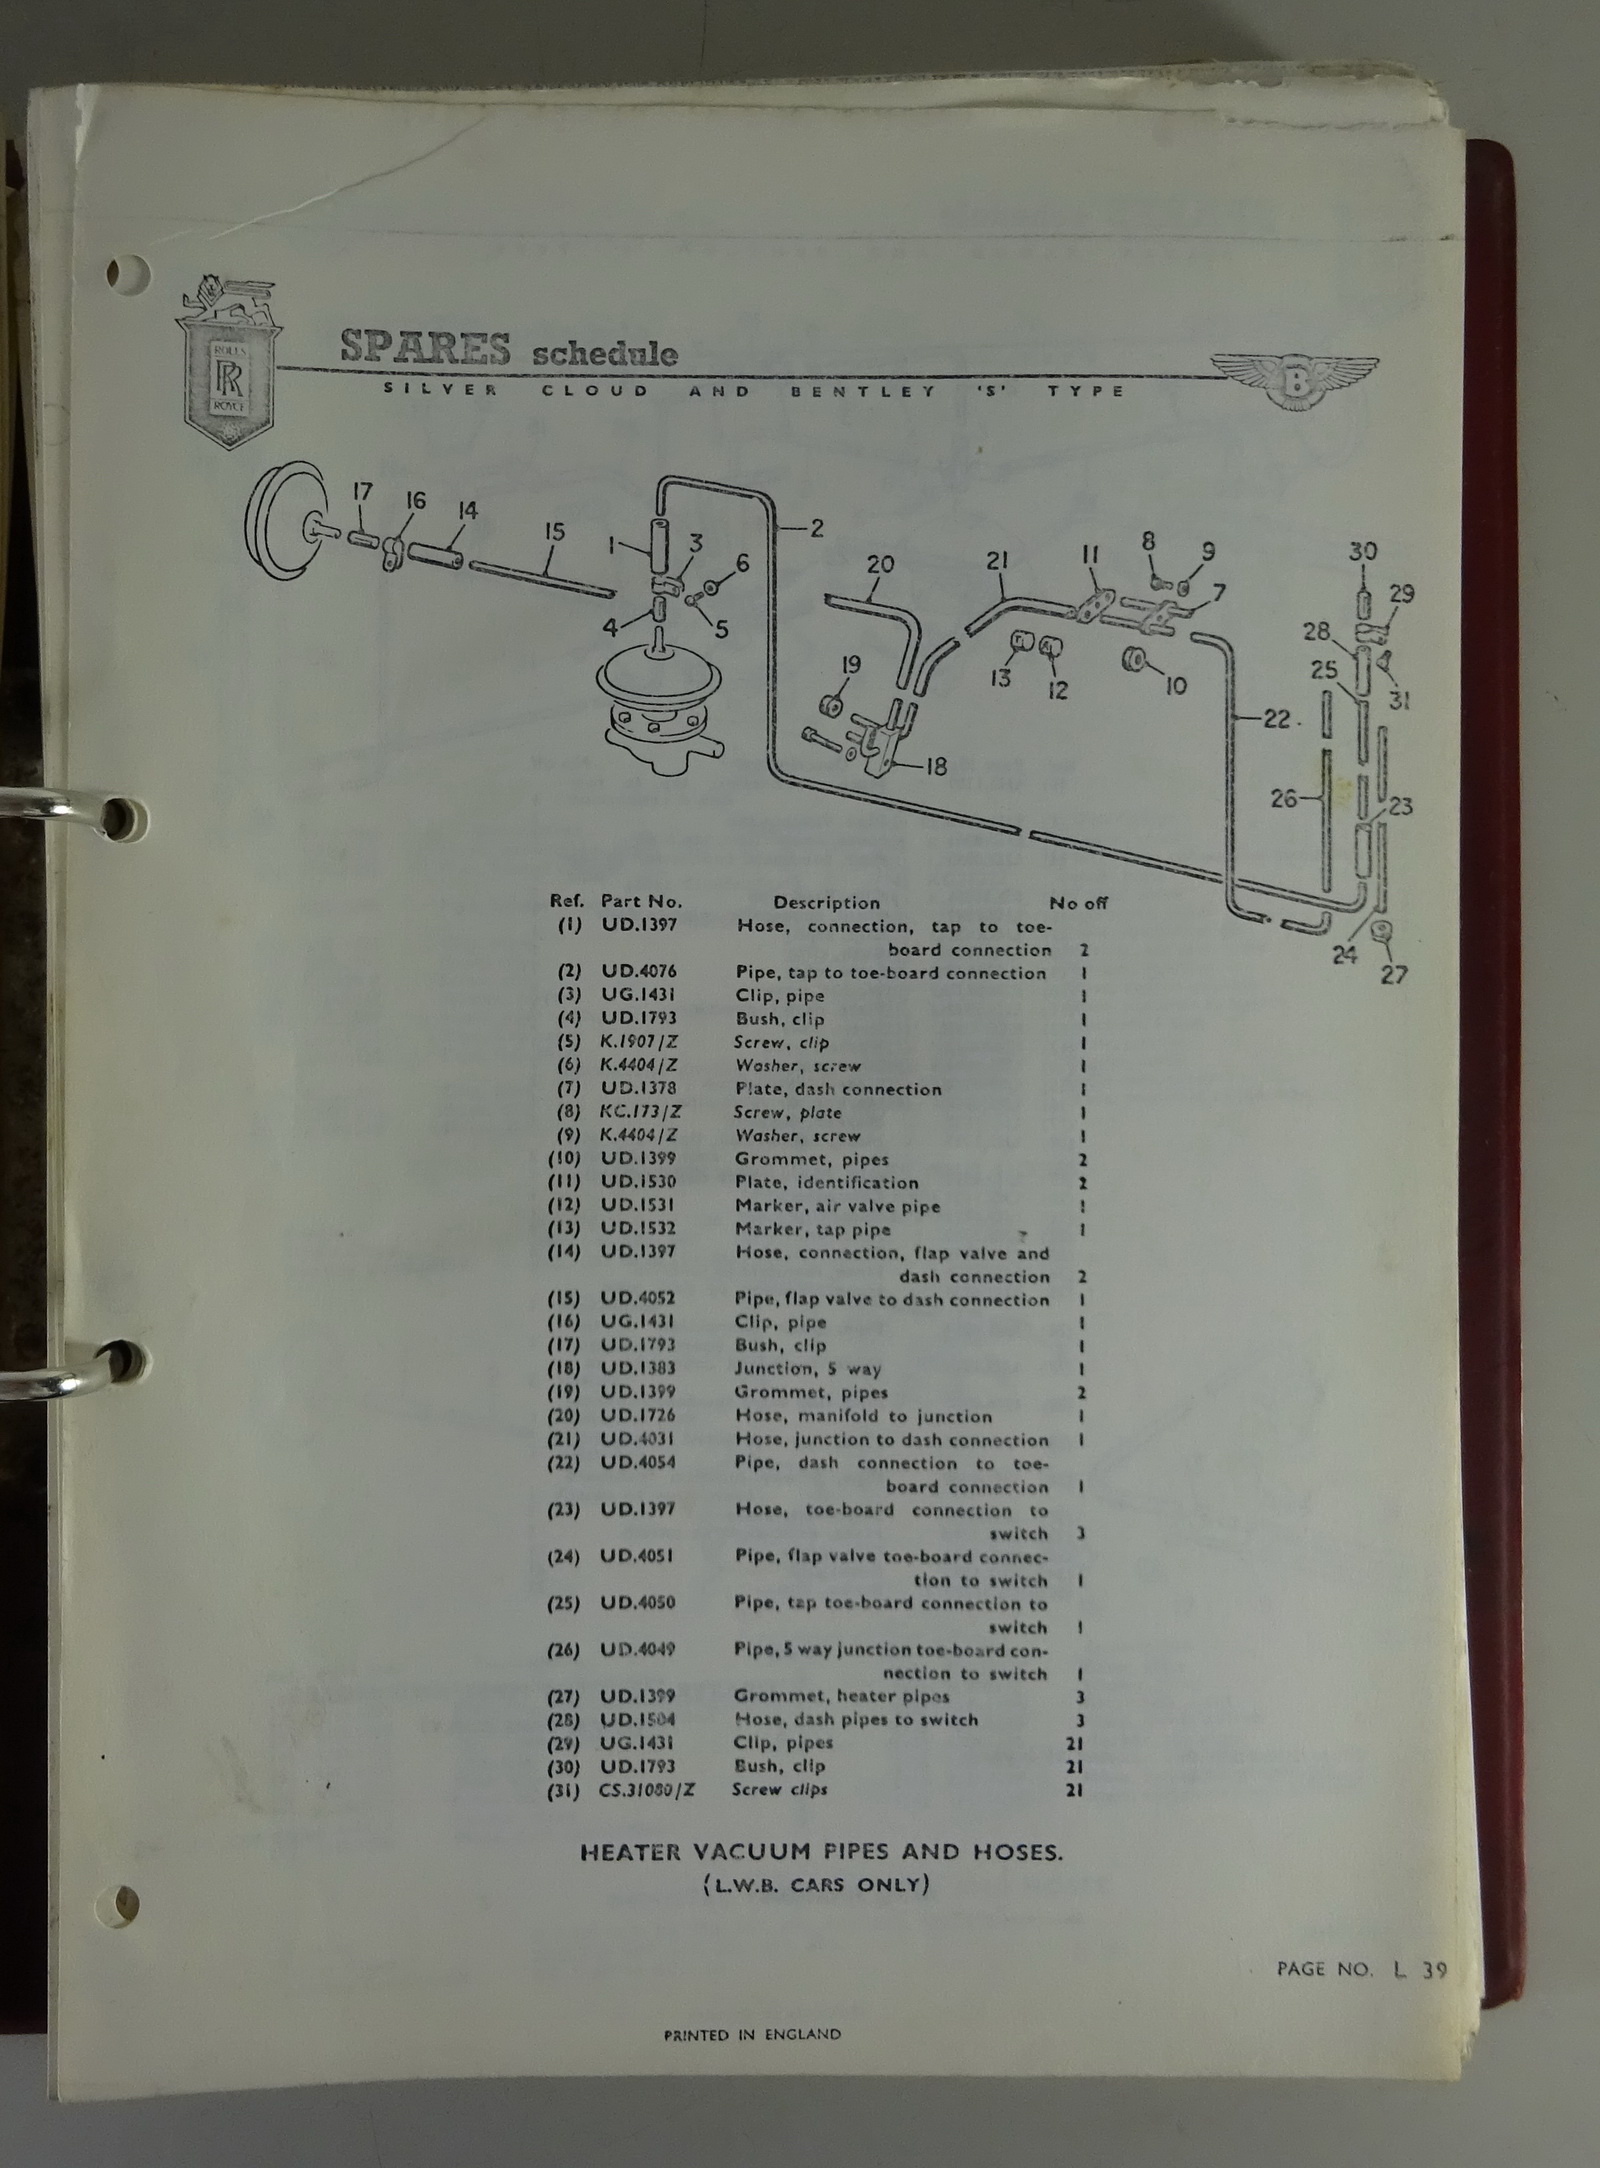 ROLLS
RR
ROYCE
SPARES schedule
B
SILVER CLOUD AND BENTLEY 'S' TYPE
17
16
14
15
1
3
6
4
5
2
20
21
11
8
9
7
19
13
12
10
18
22
30
29
28
25
31
26
23
24
27
Ref. Part No. Description No off
(1) UD.1397 Hose, connection, tap to toe-
board connection 2
(2) UD.4076 Pipe, tap to toe-board connection 1
(3) UG.1431 Clip, pipe 1
(4) UD.1793 Bush, clip 1
(5) K.1907/Z Screw, clip 1
(6) K.4404/Z Washer, screw 1
(7) UD.1378 Plate, dash connection 1
(8) KC.173/Z Screw, plate 1
(9) K.4404/Z Washer, screw 1
(10) UD.1399 Grommet, pipes 2
(11) UD.1530 Plate, identification 2
(12) UD.1531 Marker, air valve pipe 1
(13) UD.1532 Marker, tap pipe 1
(14) UD.1397 Hose, connection, flap valve and
dash connection 2
(15) UD.4052 Pipe, flap valve to dash connection 1
(16) UG.1431 Clip, pipe 1
(17) UD.1793 Bush, clip 1
(18) UD.1383 Junction, 5 way 1
(19) UD.1399 Grommet, pipes 2
(20) UD.1726 Hose, manifold to junction 1
(21) UD.4031 Hose, junction to dash connection 1
(22) UD.4054 Pipe, dash connection to toe-
board connection 1
(23) UD.1397 Hose, toe-board connection to
switch 3
(24) UD.4051 Pipe, flap valve toe-board connec-
tion to switch 1
(25) UD.4050 Pipe, tap toe-board connection to
switch 1
(26) UD.4049 Pipe, 5 way junction toe-board con-
nection to switch 1
(27) UD.1399 Grommet, heater pipes 3
(28) UD.1504 Hose, dash pipes to switch 3
(29) UG.1431 Clip, pipes 21
(30) UD.1793 Bush, clip 21
(31) CS.31080/Z Screw clips 21
HEATER VACUUM PIPES AND HOSES.
(L.W.B. CARS ONLY)
PAGE NO. L 39
PRINTED IN ENGLAND